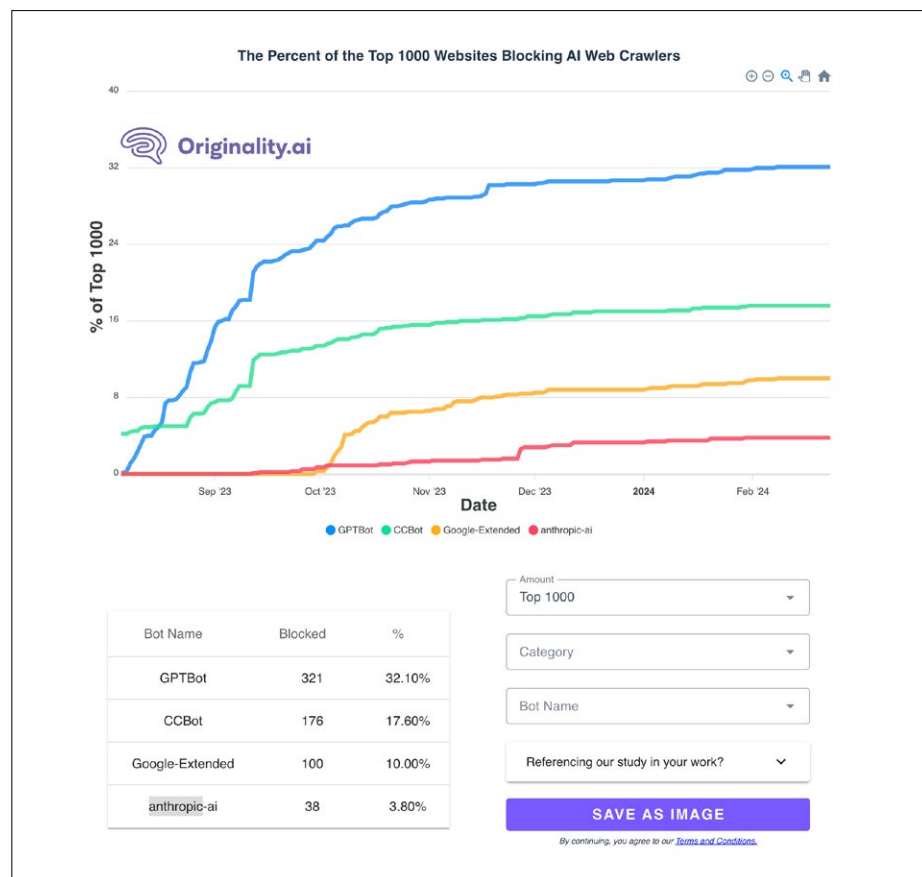 The Percent of the Top 1000 Websites Blocking AI Web Crawlers
40
Originality.ai
32
24
16
8
0
% of Top 1000
Sep '23 Oct '23 Nov '23 Dec '23 2024 Feb '24
Date
GPTBot CCBot Google-Extended anthropic-ai
Bot Name Blocked %
GPTBot 321 32.10%
CCBot 176 17.60%
Google-Extended 100 10.00%
anthropic-ai 38 3.80%
Amount
Top 1000
Category
Bot Name
Referencing our study in your work?
SAVE AS IMAGE
By continuing, you agree to our Terms and Conditions.